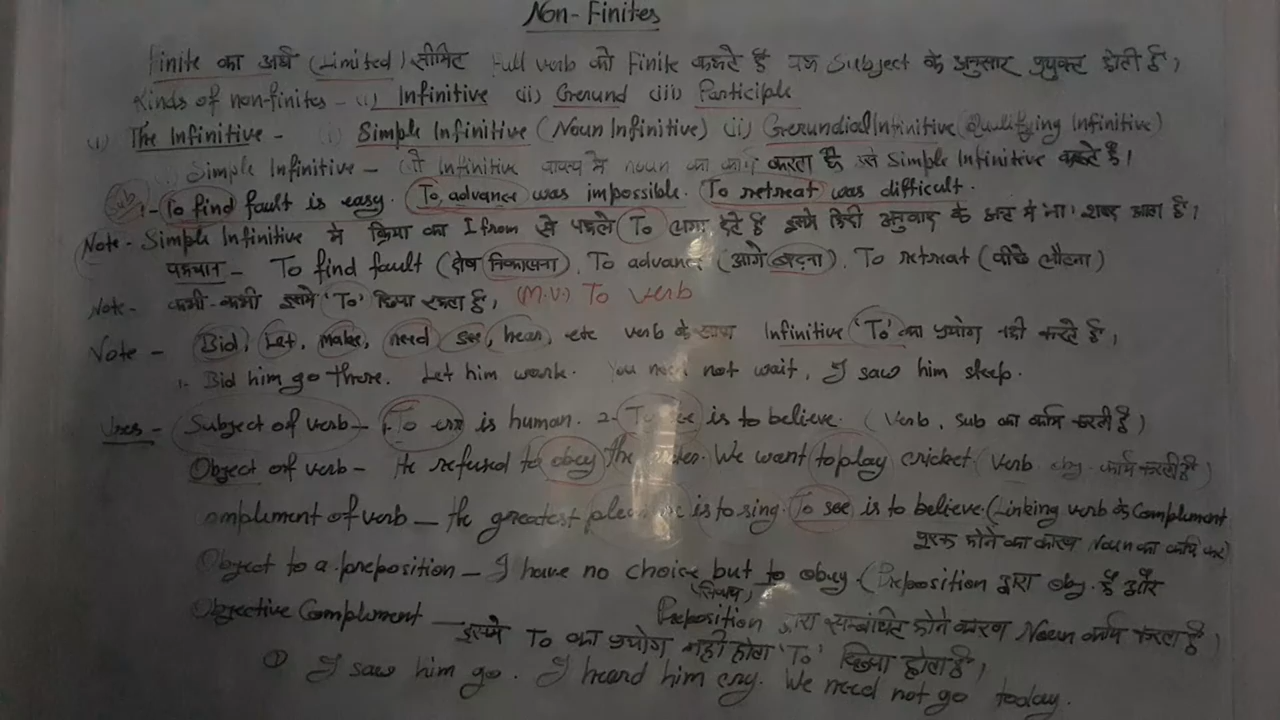 Non-Finites
Finite का अर्थ (Limited) सीमित Full verb को Finite कहते है यह Subject के अनुसार प्रयुक्त होती है,
Kinds of non-finites - (i) Infinitive (ii) Gerund (iii) Participle
(i) The Infinitive - (i) Simple Infinitive (Noun Infinitive) (ii) Gerundial Infinitive (Qualifying Infinitive)
Simple Infinitive - जो Infinitive वाक्य में noun का कार्य करता है उसे Simple Infinitive कहते है।
Sub 1- To find fault is easy. To advance was impossible. To retreat was difficult.
Note - Simple Infinitive में क्रिया का I from से पहले To लगा देते है इसमे हिन्दी अनुवाद के अन्त में ना शब्द आता है।
पहचान - To find fault (दोष निकालना). To advance (आगे बढ़ना). To retreat (पीछे लौटना)
Note - कभी-कभी इसमे 'To' छिपा रहता है, (M.V.) To verb
Note - Bid, Let, make, need see, hear, etc verb के साथ Infinitive 'To' का प्रयोग नही करते है,
1- Bid him go there. Let him work. You need not wait, I saw him sleep.
Uses - Subject of verb - 1. To err is human. 2- To see is to believe. (Verb, sub का कार्य करती है)
Object of verb - He refused to obey the orders. We want to play cricket (Verb obj. कार्य करती है)
omplement of verb - the greatest pleasure is to sing. To see is to believe. (Linking verb के Complement
पूरक होने का कारण Noun का कार्य करे)
Object to a preposition - I have no choice but to obey (Preposition द्वारा obj. है और
(सिवाय) Preposition द्वारा सम्बंधित होने कारण Noun कार्य करता है)
Objective Complement - इसमे To का प्रयोग नही होता 'To' छिपा होता है,
① I saw him go. I heard him cry. We need not go today.